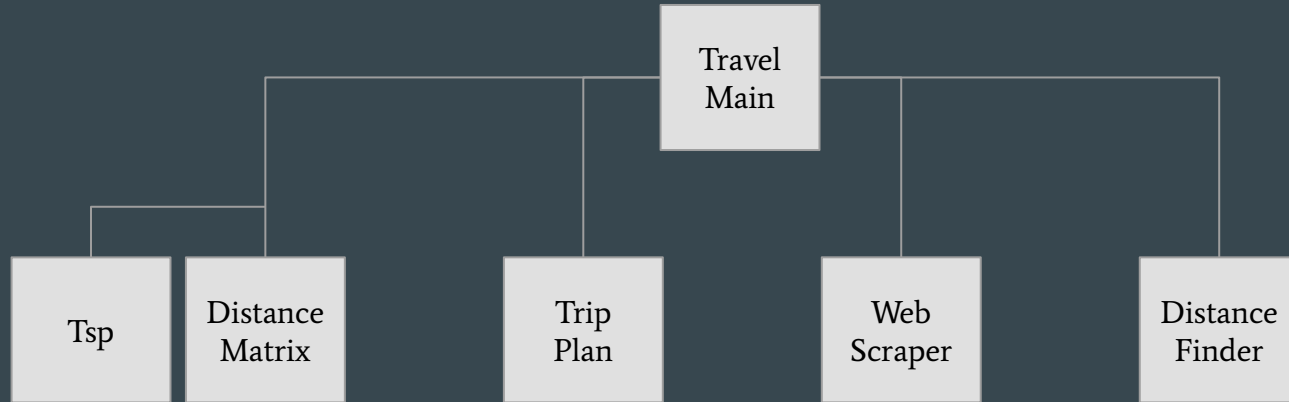 Travel
Main
Tsp
Distance
Matrix
Trip
Plan
Web
Scraper
Distance
Finder